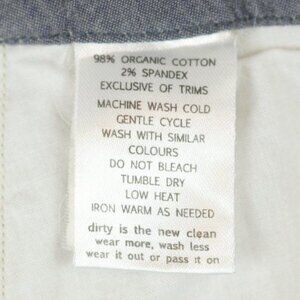 98% ORGANIC COTTON
2% SPANDEX
EXCLUSIVE OF TRIMS
MACHINE WASH COLD
GENTLE CYCLE
WASH WITH SIMILAR
COLOURS
DO NOT BLEACH
TUMBLE DRY
LOW HEAT
IRON WARM AS NEEDED
dirty is the new clean
wear more, wash less
wear it out or pass it on